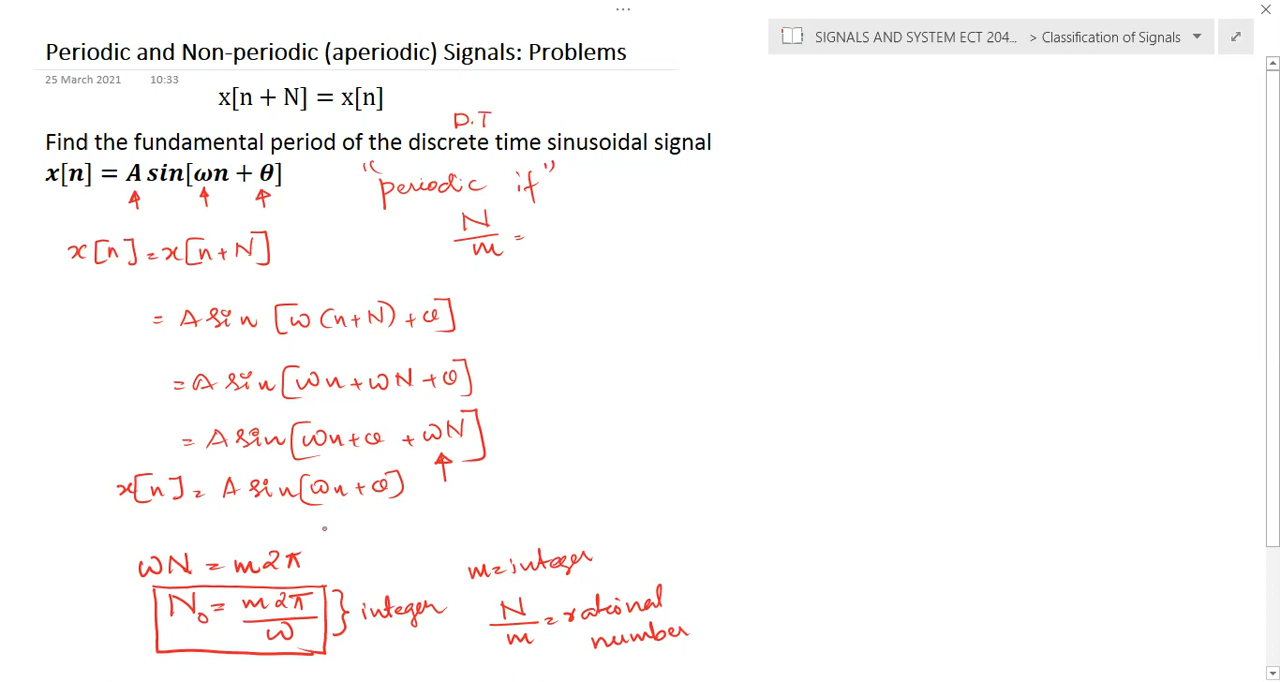 ...
SIGNALS AND SYSTEM ECT 204... > Classification of Signals
Periodic and Non-periodic (aperiodic) Signals: Problems
25 March 2021 10:33
x[n + N] = x[n]
D.T
Find the fundamental period of the discrete time sinusoidal signal
x[n] = A sin[ωn + θ]
"periodic if"
N/m =
x[n] = x[n+N]
= A sin [ω(n+N) + θ]
= A sin[ωn + ωN + θ]
= A sin[ωn + θ + ωN]
x[n] = A sin[ωn + θ]
ωN = m2π
m = integer
N₀ = m2π/ω } integer
N/m = rational
number